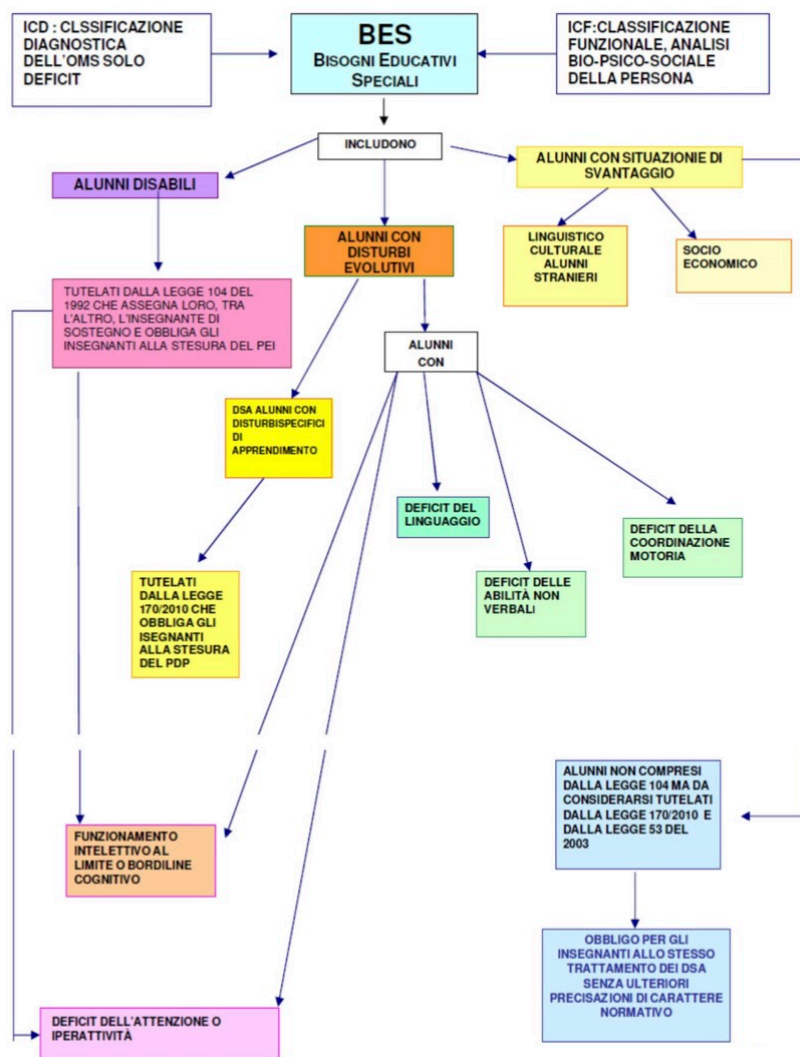 ICD : CLSSIFICAZIONE
DIAGNOSTICA
DELL'OMS SOLO
DEFICIT
BES
BISOGNI EDUCATIVI
SPECIALI
ICF:CLASSIFICAZIONE
FUNZIONALE, ANALISI
BIO-PSICO-SOCIALE
DELLA PERSONA
INCLUDONO
ALUNNI DISABILI
ALUNNI CON SITUAZIONIE DI
SVANTAGGIO
ALUNNI CON
DISTURBI
EVOLUTIVI
LINGUISTICO
CULTURALE
ALUNNI
STRANIERI
SOCIO
ECONOMICO
TUTELATI DALLA LEGGE 104 DEL
1992 CHE ASSEGNA LORO, TRA
L'ALTRO, L'INSEGNANTE DI
SOSTEGNO E OBBLIGA GLI
INSEGNANTI ALLA STESURA DEL PEI
ALUNNI
CON
DSA ALUNNI CON
DISTURBISPECIFICI
DI
APPRENDIMENTO
DEFICIT DEL
LINGUAGGIO
DEFICIT DELLA
COORDINAZIONE
MOTORIA
TUTELATI
DALLA LEGGE
170/2010 CHE
OBBLIGA GLI
ISEGNANTI
ALLA STESURA
DEL PDP
DEFICIT DELLE
ABILITÀ NON
VERBALI
ALUNNI NON COMPRESI
DALLA LEGGE 104 MA DA
CONSIDERARSI TUTELATI
DALLA LEGGE 170/2010 E
DALLA LEGGE 53 DEL
2003
FUNZIONAMENTO
INTELETTIVO AL
LIMITE O BORDILINE
COGNITIVO
OBBLIGO PER GLI
INSEGNANTI ALLO STESSO
TRATTAMENTO DEI DSA
SENZA ULTERIORI
PRECISAZIONI DI CARATTERE
NORMATIVO
DEFICIT DELL'ATTENZIONE O
IPERATTIVITÀ